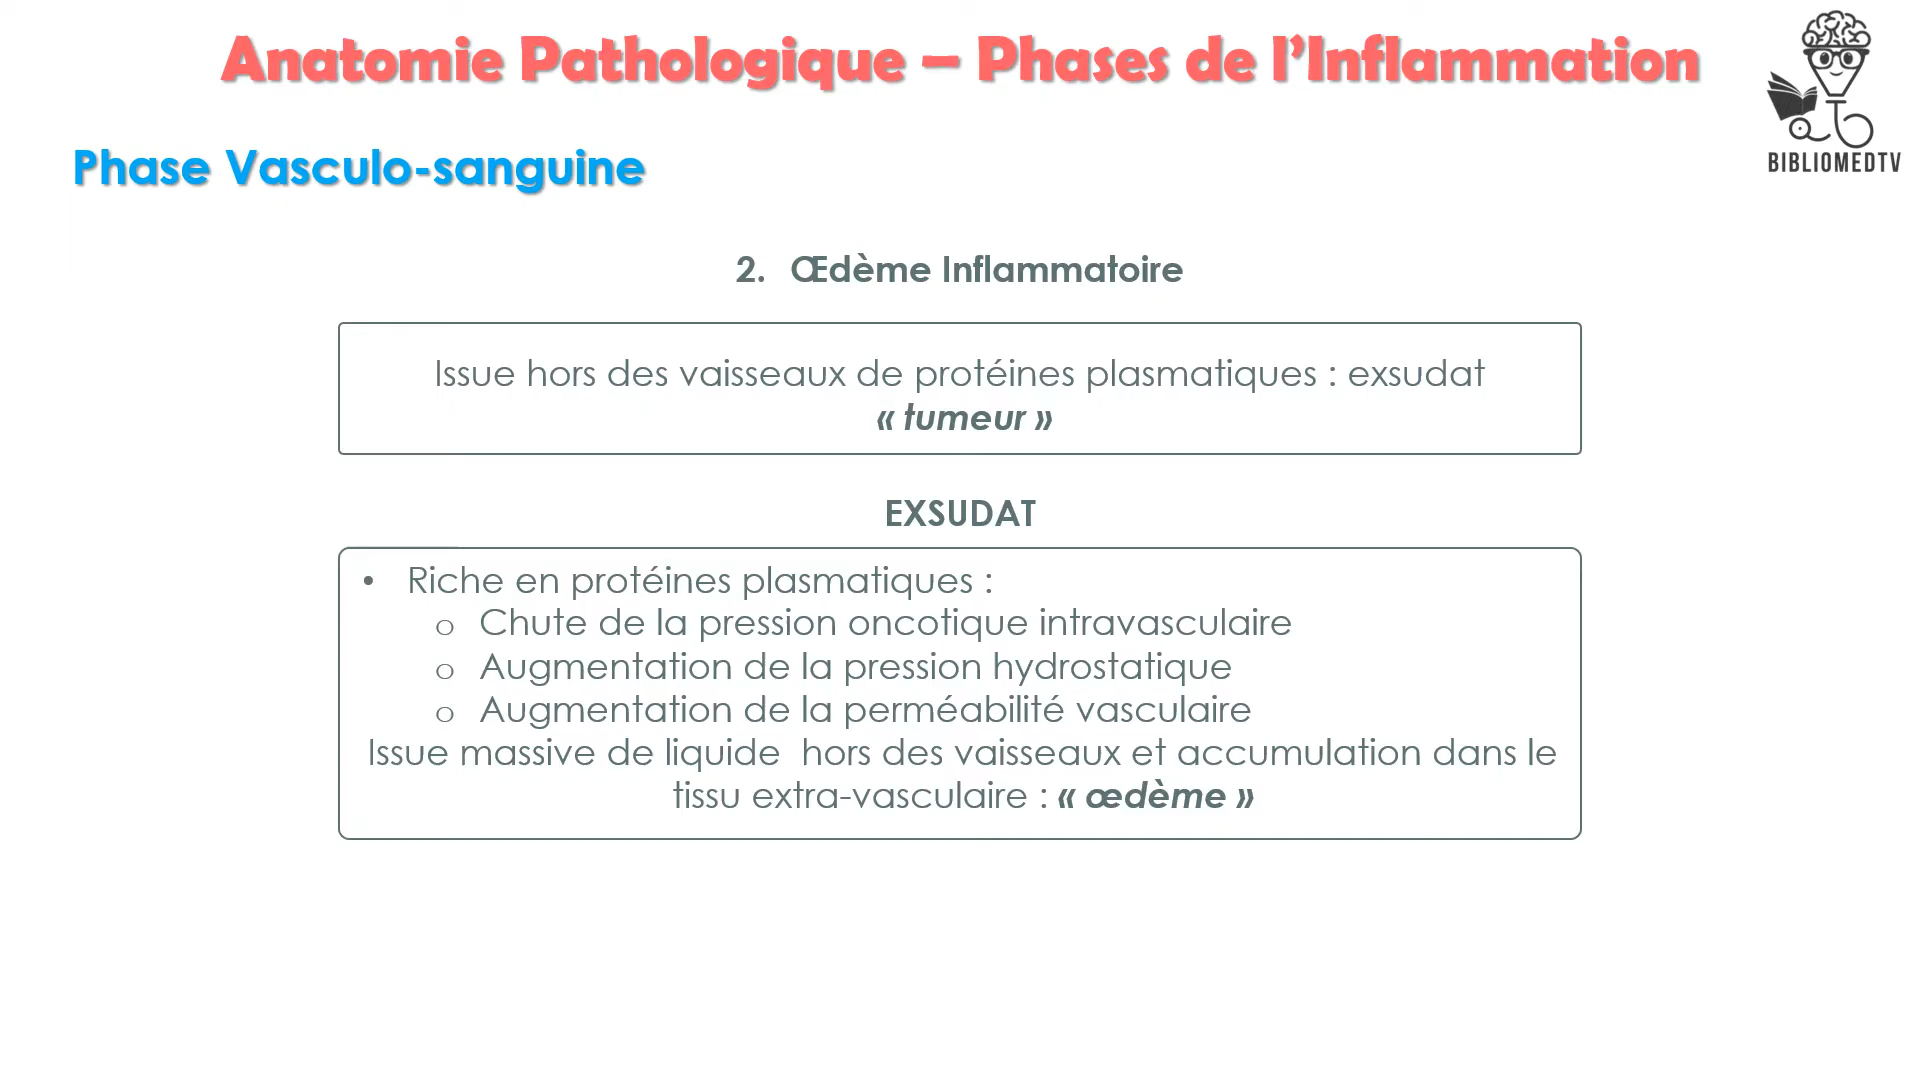 Anatomie Pathologique – Phases de l’Inflammation
BIBLIOMEDTV
Phase Vasculo-sanguine
2. Œdème Inflammatoire
Issue hors des vaisseaux de protéines plasmatiques : exsudat
« tumeur »
EXSUDAT
• Riche en protéines plasmatiques :
o Chute de la pression oncotique intravasculaire
o Augmentation de la pression hydrostatique
o Augmentation de la perméabilité vasculaire
Issue massive de liquide  hors des vaisseaux et accumulation dans le
tissu extra-vasculaire : « œdème »